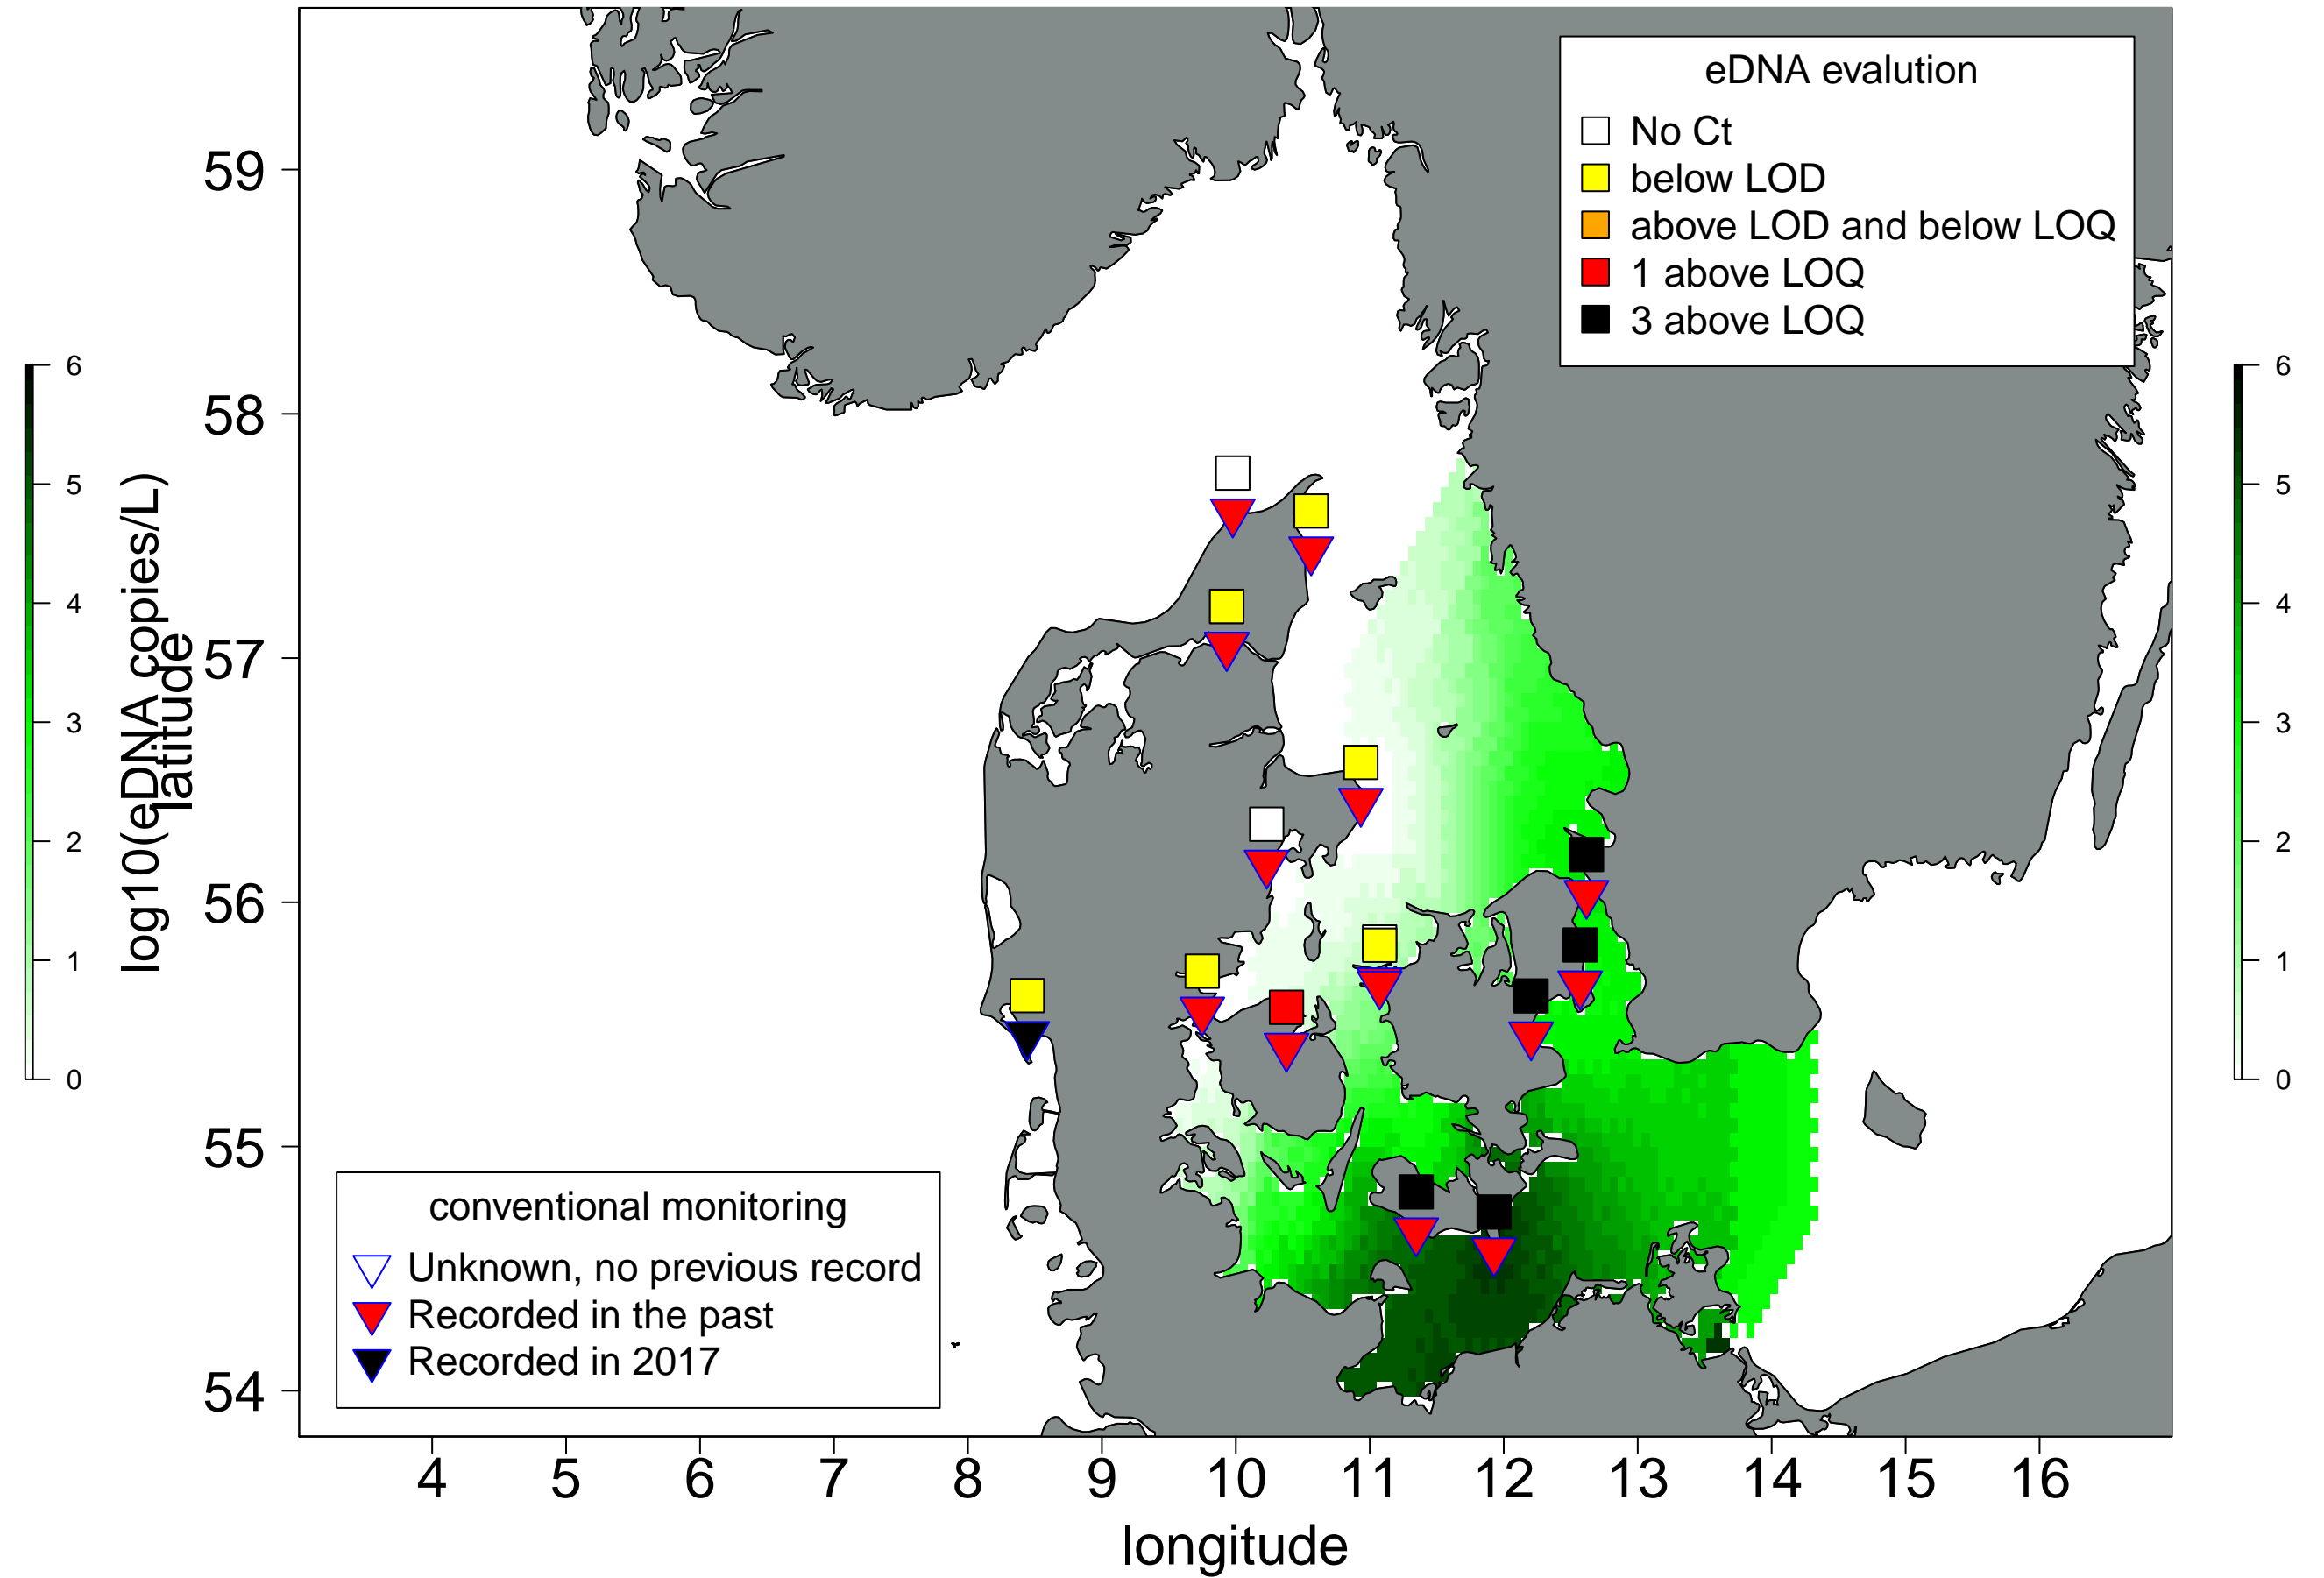 eDNA evalution
No Ct
below LOD
above LOD and below LOQ
1 above LOQ
3 above LOQ
59
58
57
56
55
54
latitude
log10(eDNA copies/L)
6
5
4
3
2
1
0
6
5
4
3
2
1
0
conventional monitoring
Unknown, no previous record
Recorded in the past
Recorded in 2017
4 5 6 7 8 9 10 11 12 13 14 15 16
longitude